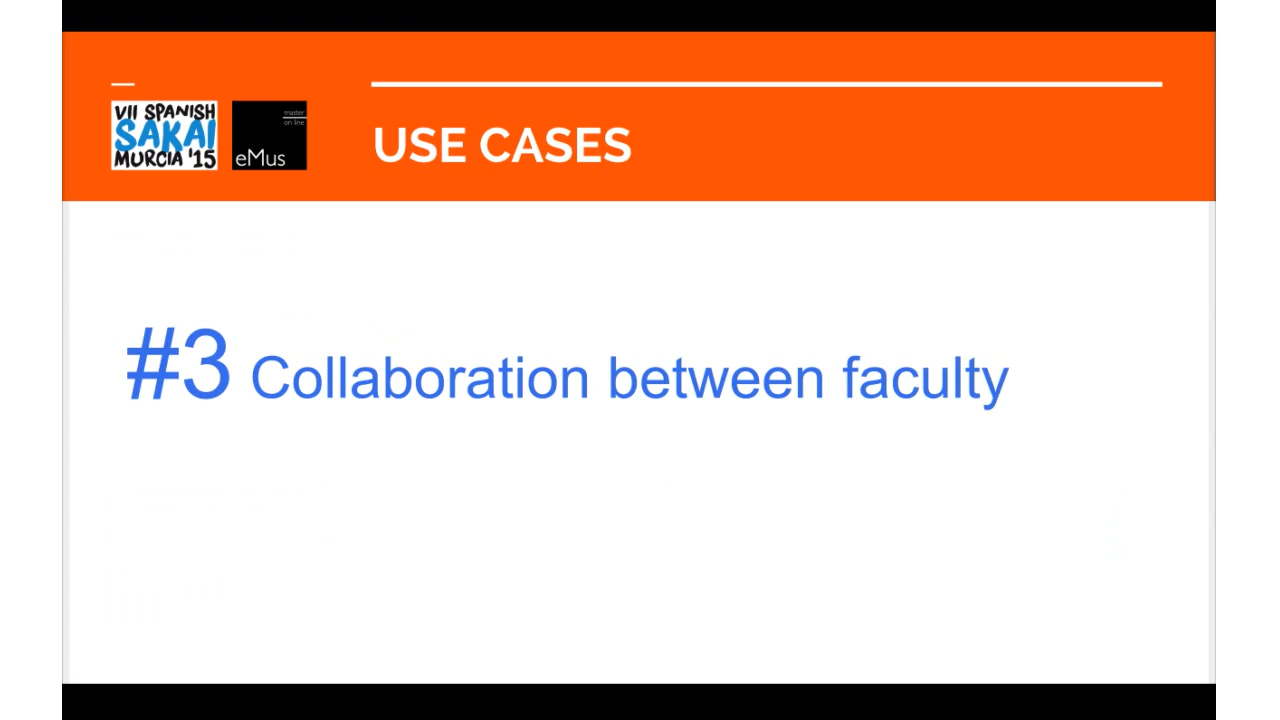 VII SPANISH
SAKAI
MURCIA '15
master
on line
eMus
USE CASES
#3 Collaboration between faculty